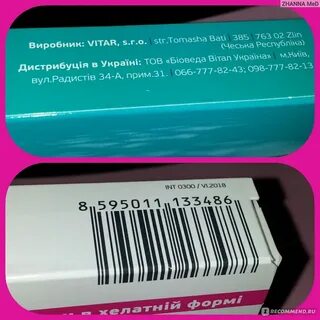 ZHANNA MeD
Виробник: VITAR, s.r.o. str.Tomasha Bati 385 763 02 Zlin
(Чеська Республіка)
Дистрибуція в Україні: ТОВ «Біоведа Вітал Україна» м.Київ,
вул.Радистів 34-А, прим.31. 066-777-82-43; 098-777-82-13
INT 0300 / VI.2018
8 595011 133486
в хелатній формі
IRECOMMEND.RU